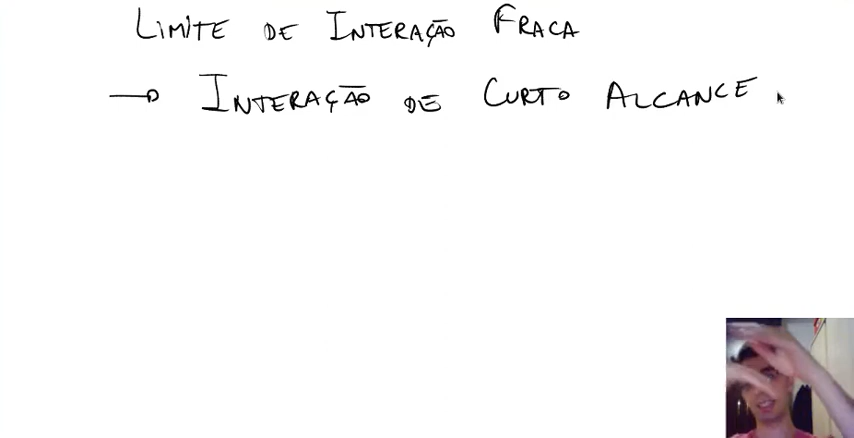 LIMITE DE INTERAÇÃO FRACA
→ INTERAÇÃO DE CURTO ALCANCE